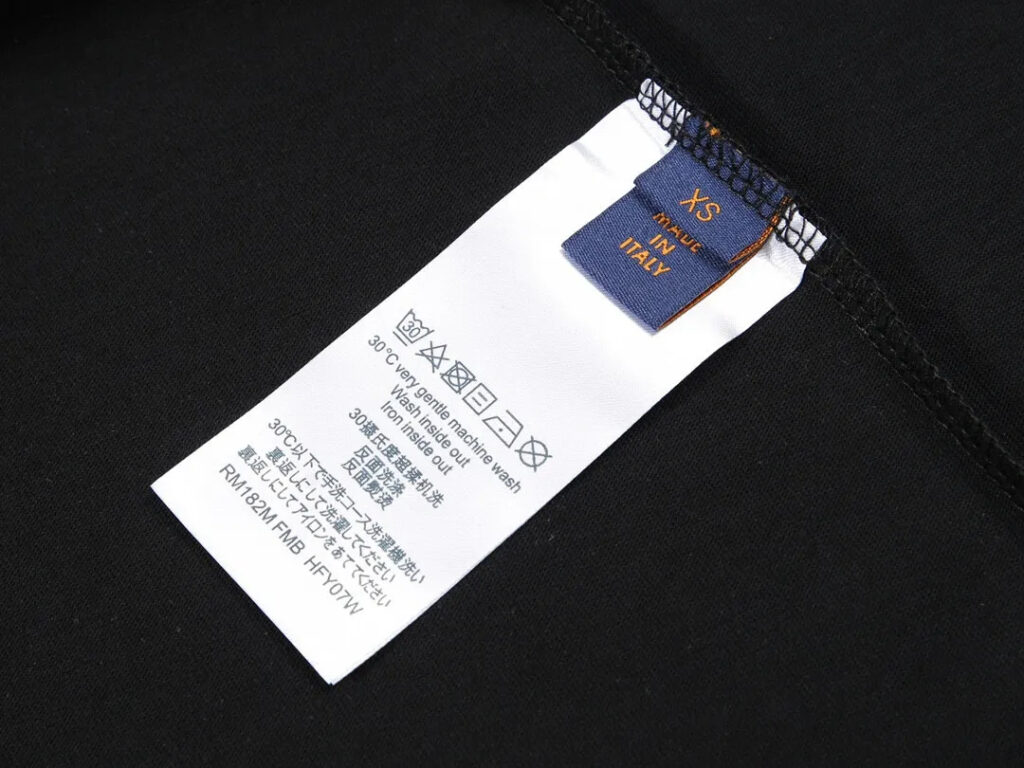 XS
MADE
IN
ITALY
30
30°C very gentle machine wash
Wash inside out
Iron inside out
30摄氏度超柔机洗
反面洗涤
反面熨烫
30℃以下で手洗コース洗濯機洗い
裏返しにして洗濯してください
裏返しにしてアイロンをあててください
RM182M FMB HFY07W